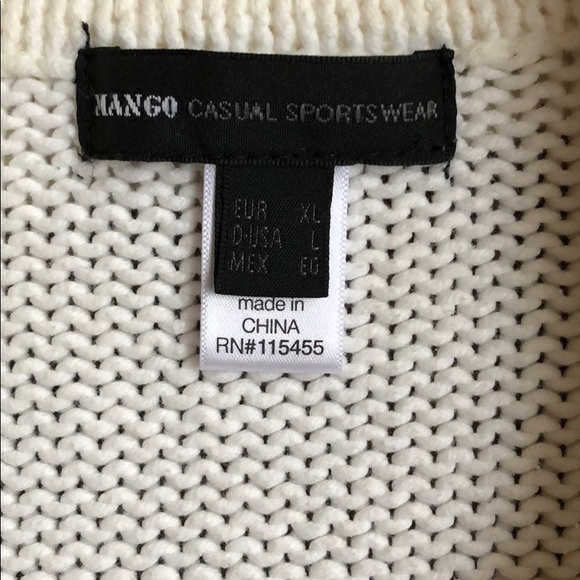 MANGO CASUAL SPORTSWEAR
EUR XL
D-USA L
MEX EG
made in
CHINA
RN#115455